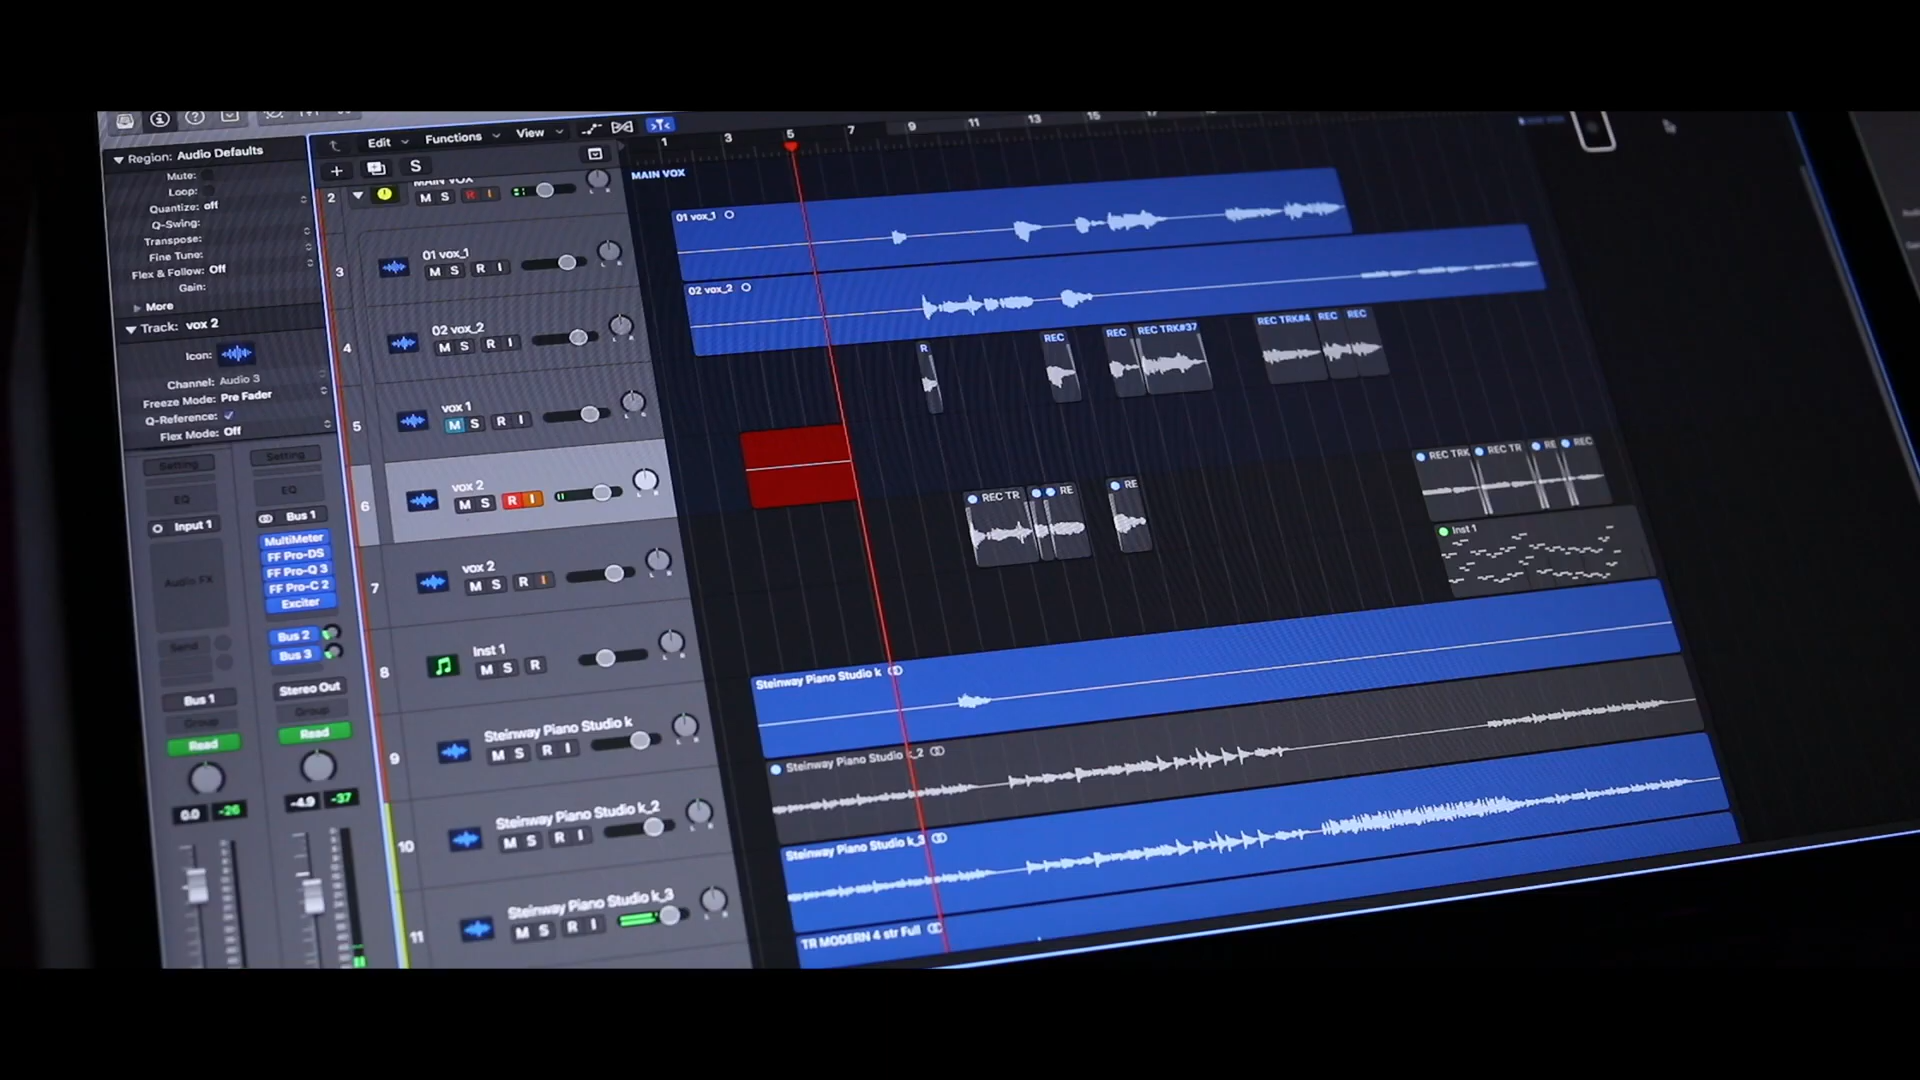 Region: Audio Defaults
Mute:
Loop:
Quantize: off
Q-Swing:
Transpose:
Fine Tune:
Flex & Follow: Off
Gain:
More
Track: vox 2
Icon:
Channel: Audio 3
Freeze Mode: Pre Fader
Q-Reference:
Flex Mode: Off
Setting
EQ
Input 1
Audio FX
Send
Bus 1
Group
Read
0.0 -26
Setting
EQ
Bus 1
MultiMeter
FF Pro-DS
FF Pro-Q 3
FF Pro-C 2
Exciter
Bus 2
Bus 3
Stereo Out
Group
Read
-4.9 -37
Edit Functions View
S
1 3 5 7 9 11 13 15 17
2 MAIN VOX
M S R I
3 01 vox_1
M S R I
4 02 vox_2
M S R I
5 vox 1
M S R I
6 vox 2
M S R I
7 vox 2
M S R I
8 Inst 1
M S R
9 Steinway Piano Studio k
M S R I
10 Steinway Piano Studio k_2
M S R I
11 Steinway Piano Studio k_3
M S R I
MAIN VOX
01 vox_1
02 vox_2
R REC REC REC TRK#37 REC TRK#4 REC REC
REC TR RE RE REC TRK REC TR RE REC
Inst 1
Steinway Piano Studio k
Steinway Piano Studio k_2
Steinway Piano Studio k_3
TR MODERN 4 str Full